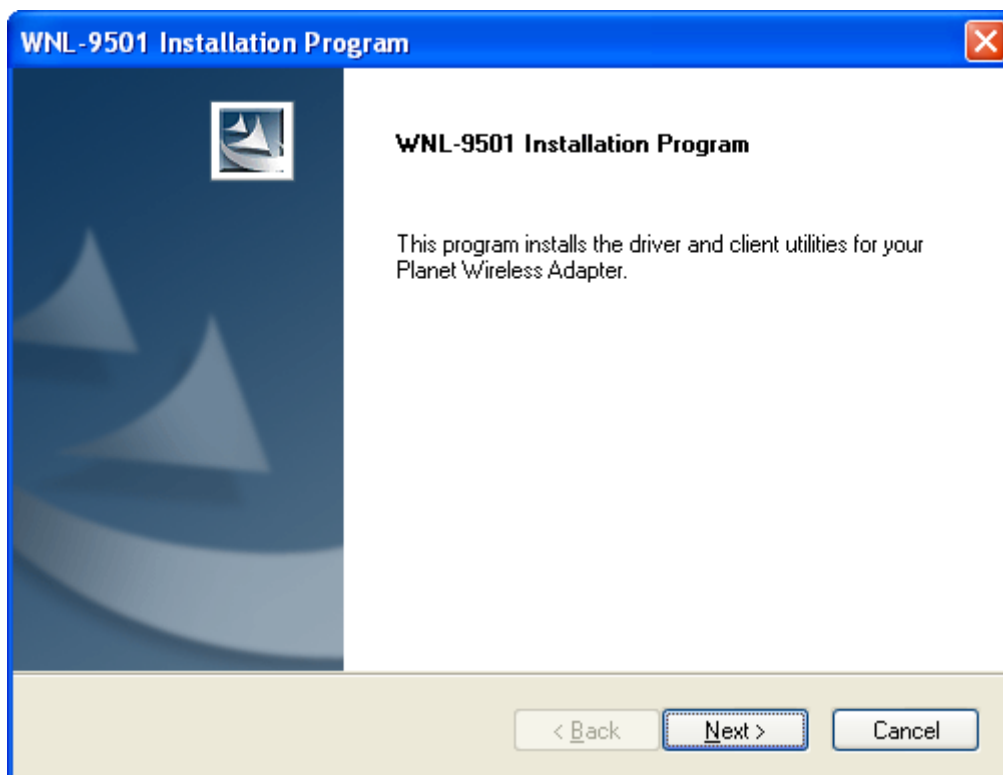 WNL-9501 Installation Program
WNL-9501 Installation Program
This program installs the driver and client utilities for your
Planet Wireless Adapter.
< Back
Next >
Cancel